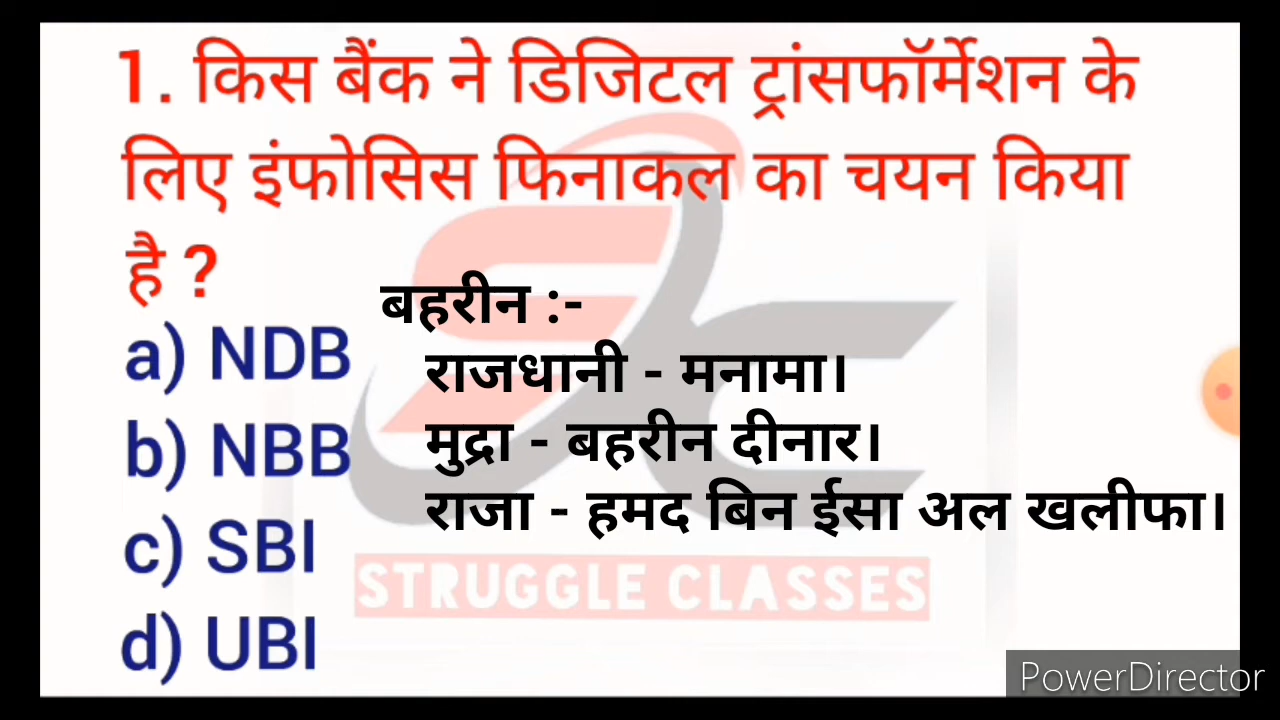 1. किस बैंक ने डिजिटल ट्रांसफॉर्मेशन के
लिए इंफोसिस फिनाकल का चयन किया
है ?
a) NDB
b) NBB
c) SBI
d) UBI
बहरीन :-
राजधानी - मनामा।
मुद्रा - बहरीन दीनार।
राजा - हमद बिन ईसा अल खलीफा।
STRUGGLE CLASSES
PowerDirector